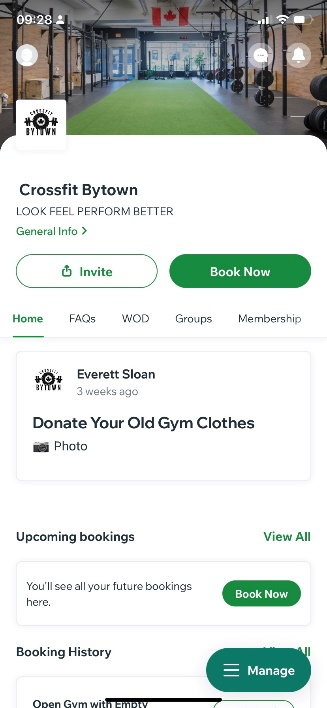 09:28
CROSSFIT
BYTOWN
Crossfit Bytown
LOOK FEEL PERFORM BETTER
General Info
Invite
Book Now
Home FAQs WOD Groups Membership
Everett Sloan
3 weeks ago
Donate Your Old Gym Clothes
Photo
Upcoming bookings View All
You'll see all your future bookings
here.
Book Now
Booking History
Manage
Open Gym with Empty